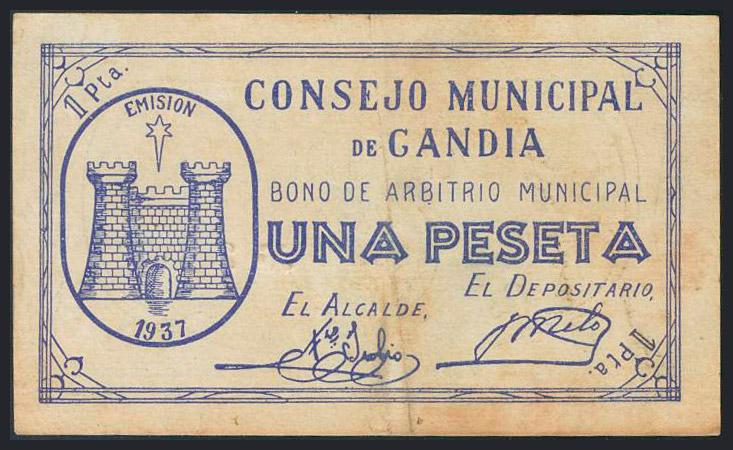 1 Pta.
EMISION
1937
CONSEJO MUNICIPAL
DE GANDIA
BONO DE ARBITRIO MUNICIPAL
UNA PESETA
EL ALCALDE,
EL DEPOSITARIO,
1 Pta.